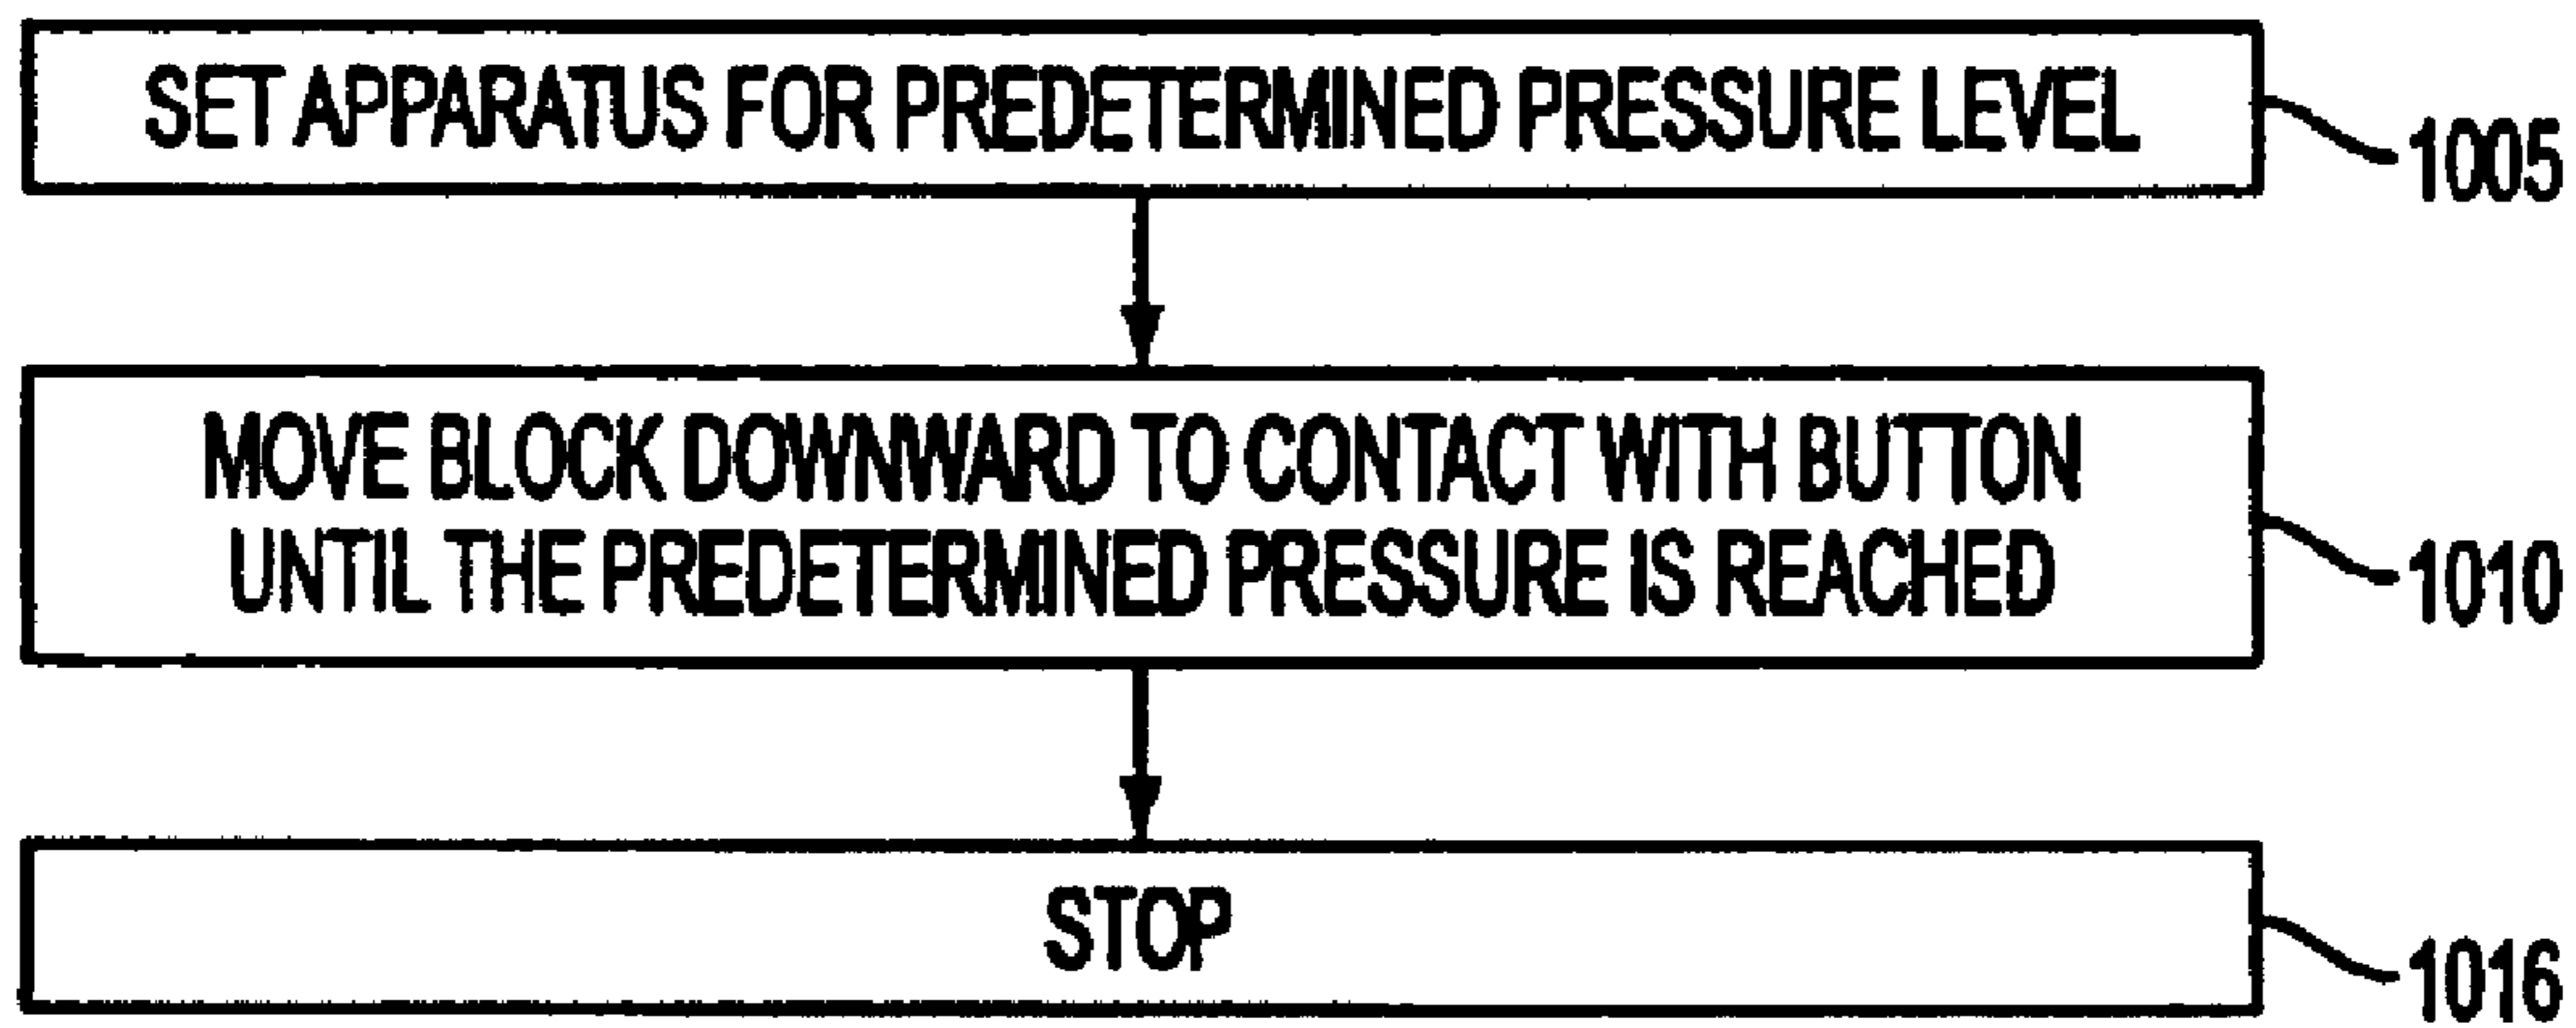 SET APPARATUS FOR PREDETERMINED PRESSURE LEVEL
1005
MOVE BLOCK DOWNWARD TO CONTACT WITH BUTTON
UNTIL THE PREDETERMINED PRESSURE IS REACHED
1010
STOP
1016